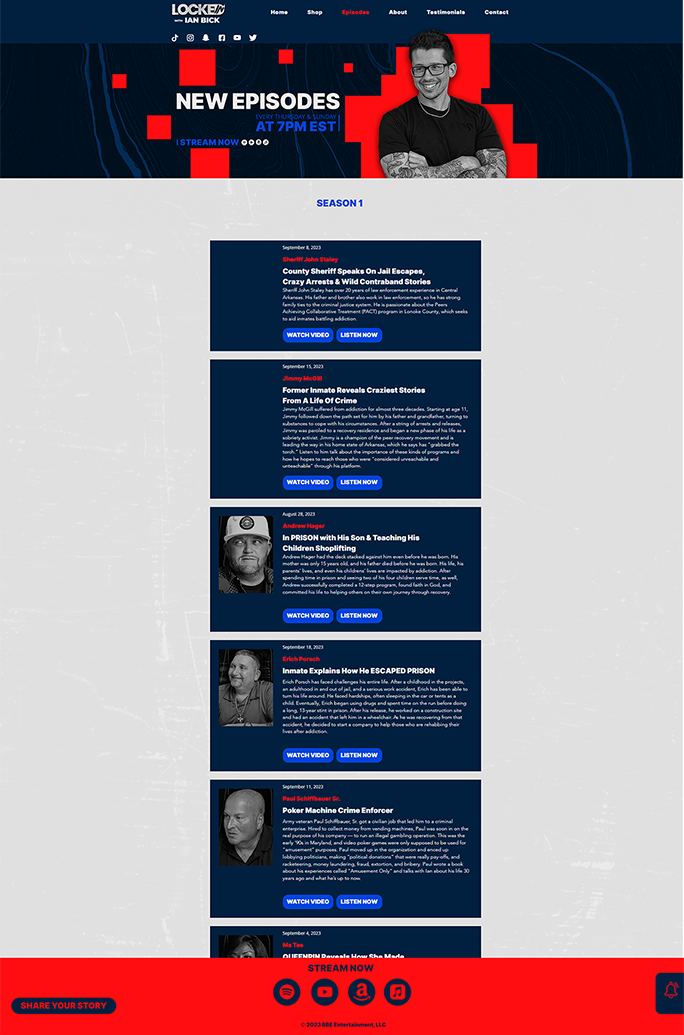 LOCKED IN
WITH IAN BICK
Home Shop Episodes About Testimonials Contact
NEW EPISODES
EVERY THURSDAY & SUNDAY
AT 7PM EST
STREAM NOW
SEASON 1
September 8, 2023
Sheriff John Staley
County Sheriff Speaks On Jail Escapes,
Crazy Arrests & Wild Contraband Stories
Sheriff John Staley has over 20 years of law enforcement experience in Central
Arkansas. His father and brother also work in law enforcement, so he has strong
family ties to the criminal justice system. He is passionate about the Peers
Achieving Collaborative Treatment (PACT) program in Lonoke County, which seeks
to aid inmates battling addiction.
WATCH VIDEO LISTEN NOW
September 15, 2023
Jimmy McGill
Former Inmate Reveals Craziest Stories
From A Life Of Crime
Jimmy McGill suffered from addiction for almost three decades. Starting at age 11,
Jimmy followed down the path set for him by his father and grandfather, turning to
substances to cope with his circumstances. After a string of arrests and releases,
Jimmy was paroled to a recovery residence and began a new phase of his life as a
sobriety activist. Jimmy is a champion of the peer recovery movement and is
leading the way in his home state of Arkansas, which he says has "grabbed the
torch." Listen to him talk about the importance of these kinds of programs and
how he hopes to reach those who were "considered unreachable and
unteachable" through his platform.
WATCH VIDEO LISTEN NOW
August 28, 2023
Andrew Hager
In PRISON with His Son & Teaching His
Children Shoplifting
Andrew Hager had the deck stacked against him even before he was born. His
mother was only 15 years old, and his father died before he was born. His life, his
parents' lives, and even his childrens' lives are impacted by addiction. After
spending time in prison and seeing two of his four children serve time, as well,
Andrew successfully completed a 12-step program, found faith in God, and
committed his life to helping others on their own journey through recovery.
WATCH VIDEO LISTEN NOW
September 18, 2023
Erich Porsch
Inmate Explains How He ESCAPED PRISON
Erich Porsch has faced challenges his entire life. After a childhood in the projects,
an adulthood in and out of jail, and a serious work accident, Erich has been able to
turn his life around. He faced hardships, often sleeping in the car or tents as a
child. Eventually, Erich began using drugs and spent time on the run before doing
a long, 13-year stint in prison. After his release, he worked on a construction site
and had an accident that left him in a wheelchair. As he was recovering from that
accident, he decided to start a company to help those who are rehabbing their
lives after addiction.
WATCH VIDEO LISTEN NOW
September 11, 2023
Paul Schiffbauer Sr.
Poker Machine Crime Enforcer
Army veteran Paul Schiffbauer, Sr. got a civilian job that led him to a criminal
enterprise. Hired to collect money from vending machines, Paul was soon in on the
real purpose of his company — to run an illegal gambling operation. This was the
early '90s in Maryland, and video poker games were only supposed to be used for
"amusement" purposes. Paul moved up in the organization and ended up
lobbying politicians, making "political donations" that were really pay-offs, and
racketeering, money laundering, fraud, extortion, and bribery. Paul wrote a book
about his experiences called "Amusement Only" and talks with Ian about his life 30
years ago and what he's up to now.
WATCH VIDEO LISTEN NOW
September 4, 2023
Ms Tee
QUEENPIN Reveals How She Made
STREAM NOW
SHARE YOUR STORY
© 2023 BBE Entertainment, LLC